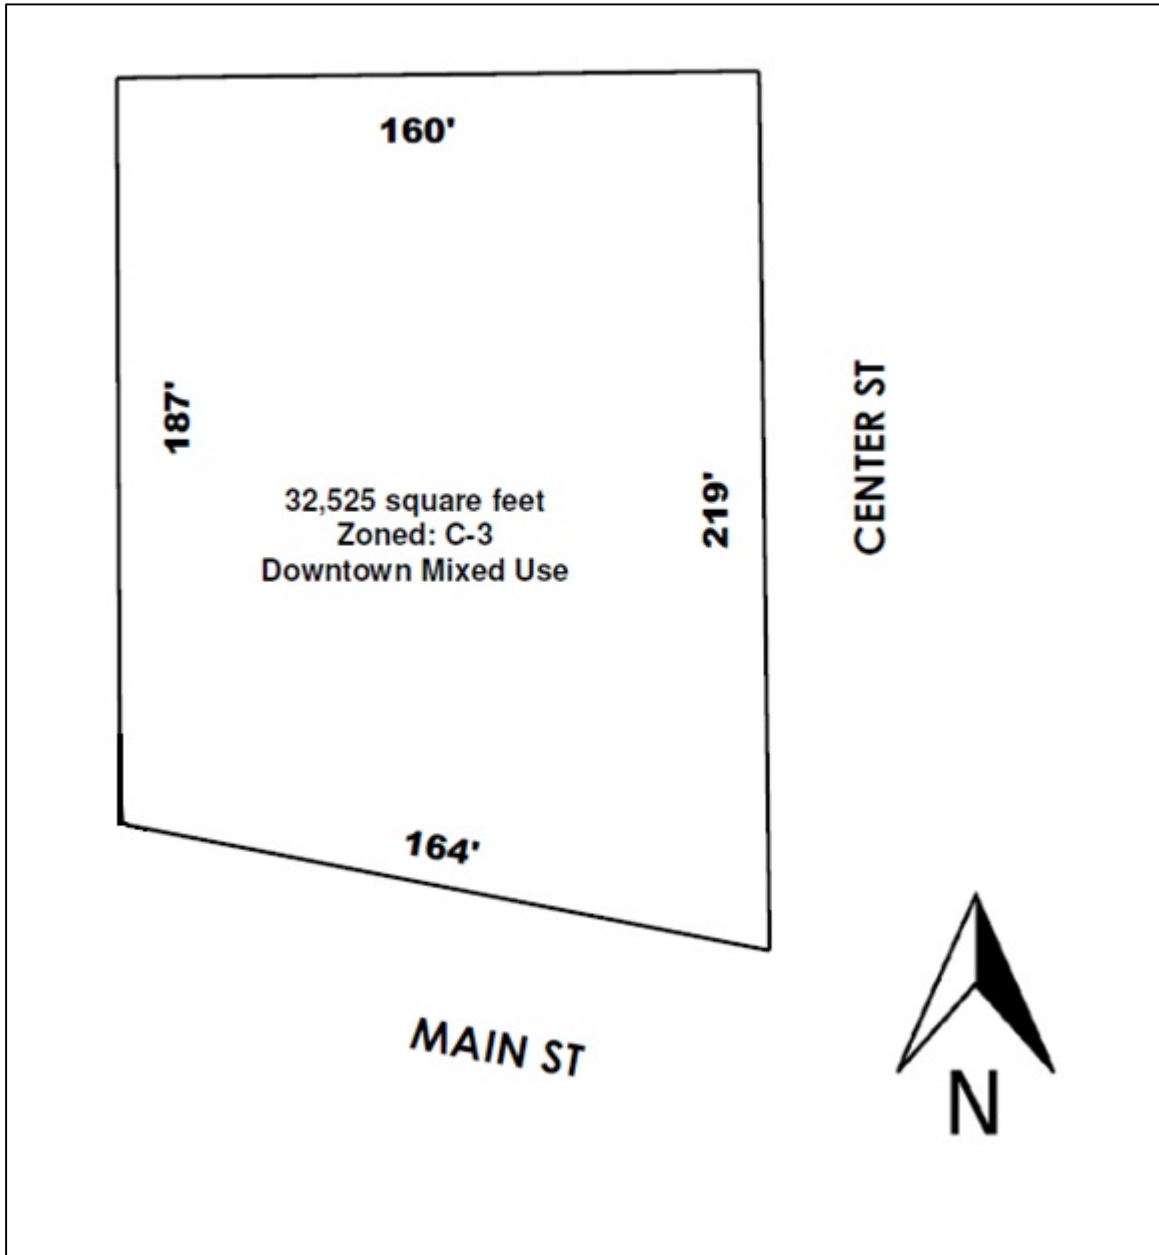 160'
187'
CENTER ST
219'
32,525 square feet
Zoned: C-3
Downtown Mixed Use
164'
MAIN ST
N